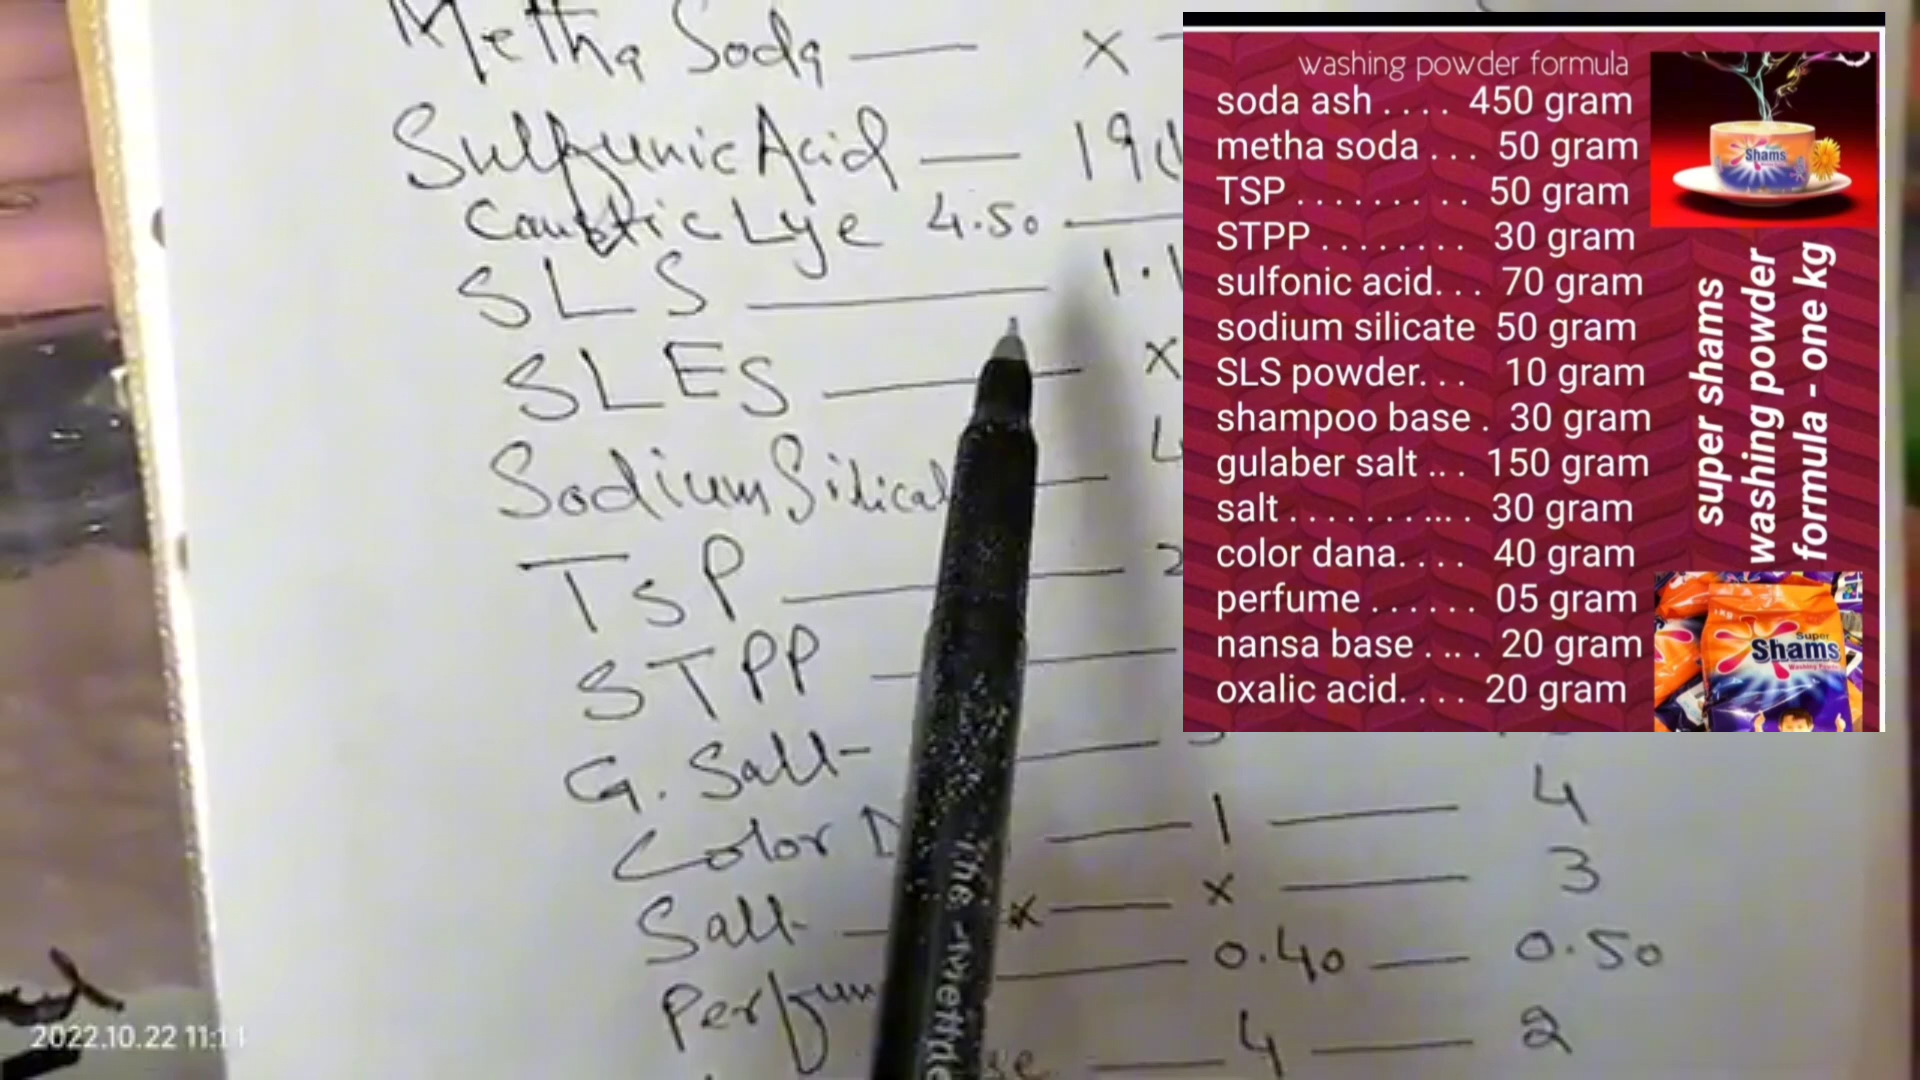 Metha Soda — x
Sulfunic Acid — 19
Caustic Lye 4.50 —
SLS — 1.1
SLES — x
Sodium Silical —
TSP — 2
STPP —
G. Salt -
Color — 1 — 4
Salt — x — x — 3
Perfum — 0.40 — 0.50
— 4 — 2
the -
2022.10.22 11:14
washing powder formula
soda ash .... 450 gram
metha soda ... 50 gram
TSP ......... 50 gram
STPP ........ 30 gram
sulfonic acid... 70 gram
sodium silicate 50 gram
SLS powder... 10 gram
shampoo base . 30 gram
gulaber salt ... 150 gram
salt .......... 30 gram
color dana.... 40 gram
perfume ...... 05 gram
nansa base .... 20 gram
oxalic acid.... 20 gram
Shams
super shams
washing powder
formula - one kg
Super
Shams